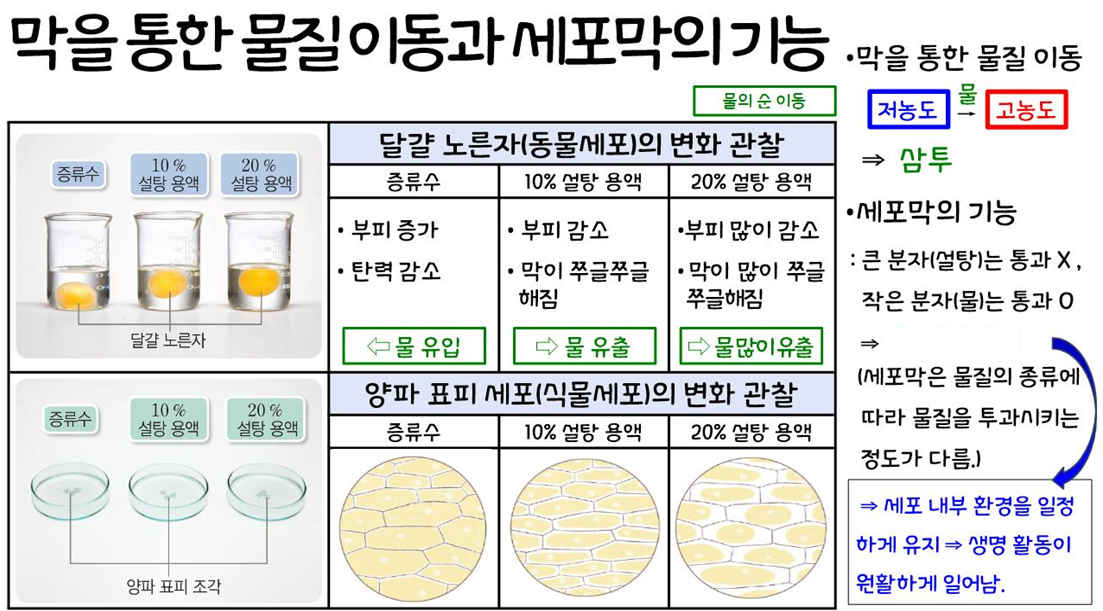 막을 통한 물질 이동과 세포막의 기능
물의 순 이동
증류수
10 %
설탕 용액
20 %
설탕 용액
달걀 노른자
달걀 노른자(동물세포)의 변화 관찰
증류수
10% 설탕 용액
20% 설탕 용액
• 부피 증가
• 탄력 감소
⇦ 물 유입
• 부피 감소
• 막이 쭈글쭈글
해짐
⇨ 물 유출
•부피 많이 감소
•막이 많이 쭈글
쭈글해짐
⇨ 물많이유출
증류수
10 %
설탕 용액
20 %
설탕 용액
양파 표피 조각
양파 표피 세포(식물세포)의 변화 관찰
증류수
10% 설탕 용액
20% 설탕 용액
•막을 통한 물질 이동
물
저농도 → 고농도
⇒ 삼투
•세포막의 기능
: 큰 분자(설탕)는 통과 X ,
작은 분자(물)는 통과 O
⇒
(세포막은 물질의 종류에
따라 물질을 투과시키는
정도가 다름.)
⇒ 세포 내부 환경을 일정
하게 유지 ⇒ 생명 활동이
원활하게 일어남.